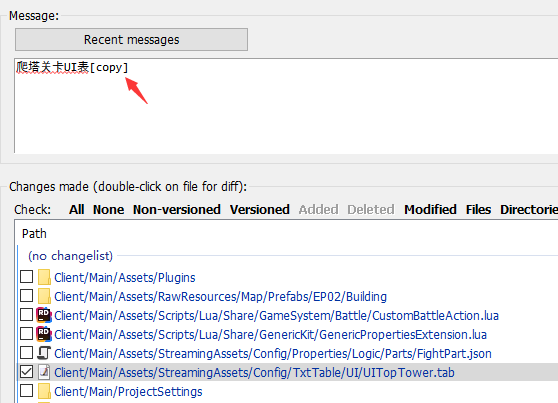 Message:
Recent messages
爬塔关卡UI表[copy]
Changes made (double-click on file for diff):
Check: All None Non-versioned Versioned Added Deleted Modified Files Directorie
Path
(no changelist)
Client/Main/Assets/Plugins
Client/Main/Assets/RawResources/Map/Prefabs/EP02/Building
Client/Main/Assets/Scripts/Lua/Share/GameSystem/Battle/CustomBattleAction.lua
Client/Main/Assets/Scripts/Lua/Share/GenericKit/GenericPropertiesExtension.lua
Client/Main/Assets/StreamingAssets/Config/Properties/Logic/Parts/FightPart.json
Client/Main/Assets/StreamingAssets/Config/TxtTable/UI/UITopTower.tab
Client/Main/ProjectSettings